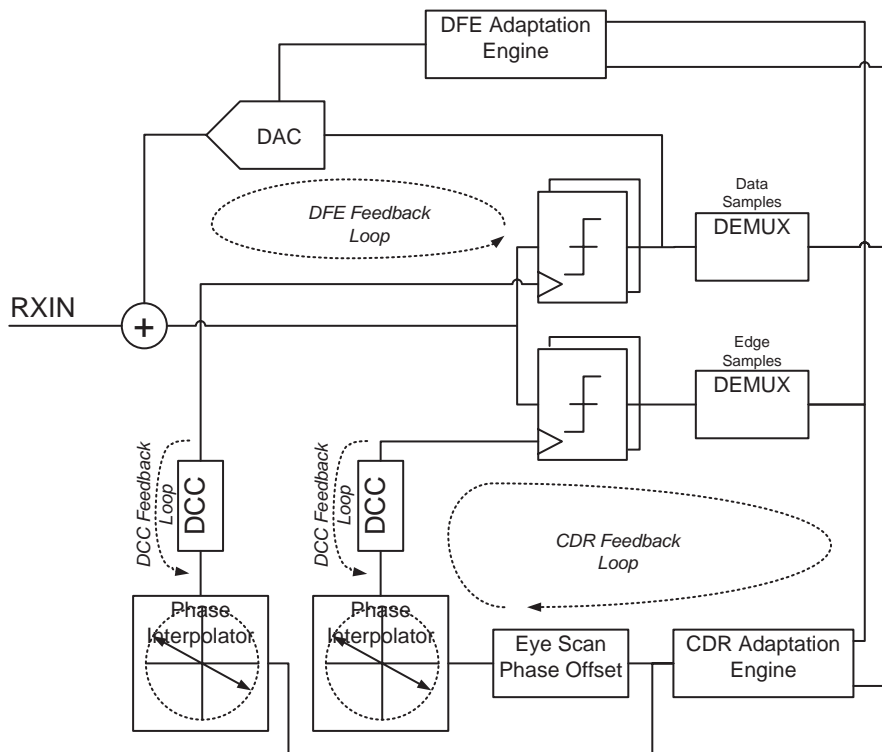 DFE Adaptation
Engine
DAC
DFE Feedback
Loop
Data
Samples
DEMUX
RXIN
+
Edge
Samples
DEMUX
DCC Feedback
Loop
DCC
DCC Feedback
Loop
DCC
CDR Feedback
Loop
Phase
Interpolator
Phase
Interpolator
Eye Scan
Phase Offset
CDR Adaptation
Engine